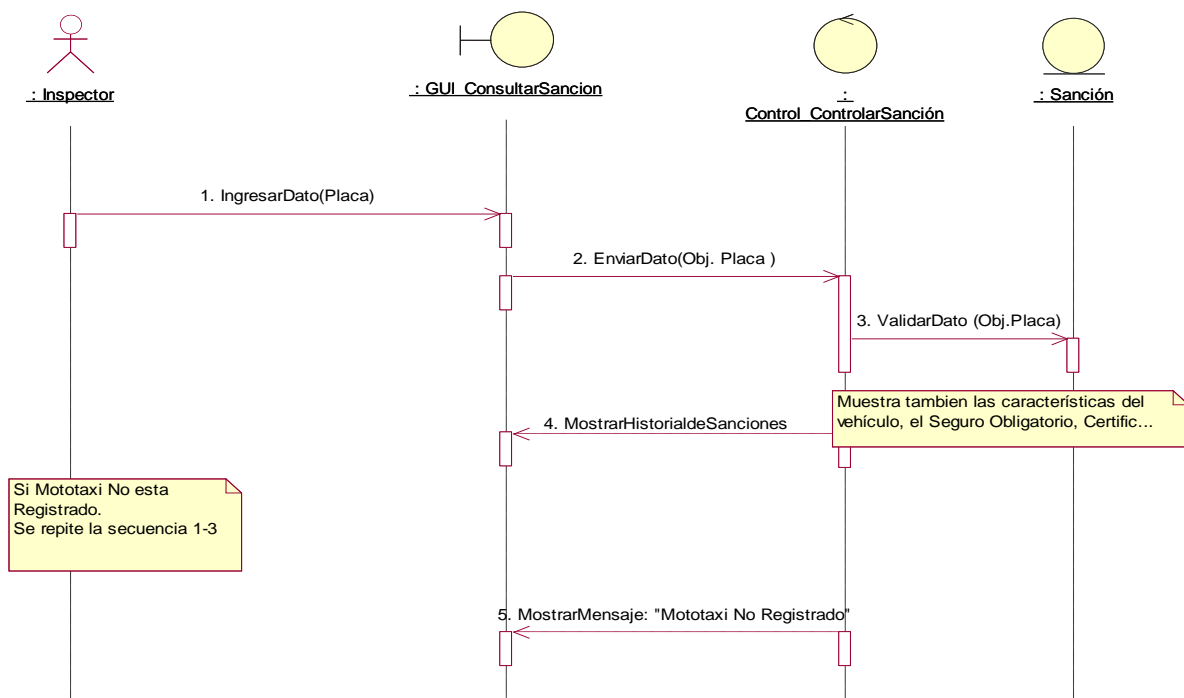 : Inspector
: GUI_ConsultarSancion
:
Control_ControlarSanción
: Sanción
1. IngresarDato(Placa)
2. EnviarDato(Obj. Placa )
3. ValidarDato (Obj.Placa)
Muestra tambien las características del
vehículo, el Seguro Obligatorio, Certific...
4. MostrarHistorialdeSanciones
Si Mototaxi No esta
Registrado.
Se repite la secuencia 1-3
5. MostrarMensaje: "Mototaxi No Registrado"